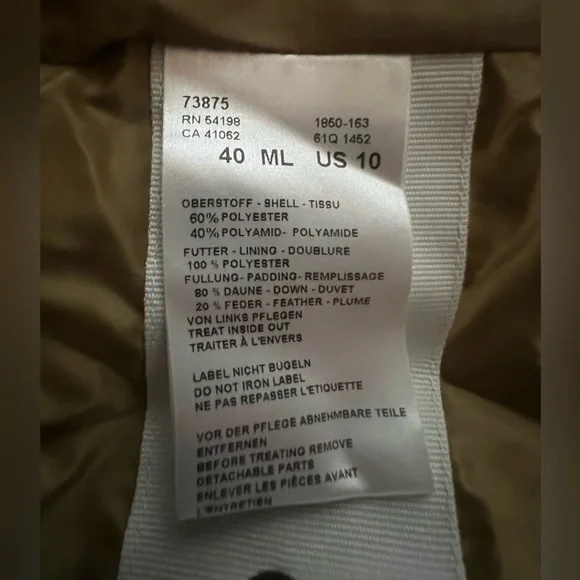 73875
RN 54198 1850-163
CA 41062 61Q 1452
40 ML US 10
OBERSTOFF - SHELL - TISSU
60% POLYESTER
40% POLYAMID- POLYAMIDE
FUTTER - LINING - DOUBLURE
100 % POLYESTER
FULLUNG-PADDING-REMPLISSAGE
80 % DAUNE - DOWN - DUVET
20 % FEDER - FEATHER - PLUME
VON LINKS PFLEGEN
TREAT INSIDE OUT
TRAITER À L'ENVERS
LABEL NICHT BUGELN
DO NOT IRON LABEL
NE PAS REPASSER L'ETIQUETTE
VOR DER PFLEGE ABNEHMBARE TEILE
ENTFERNEN
BEFORE TREATING REMOVE
DETACHABLE PARTS
ENLEVER LES PIÈCES AVANT
L'ENTRETIEN